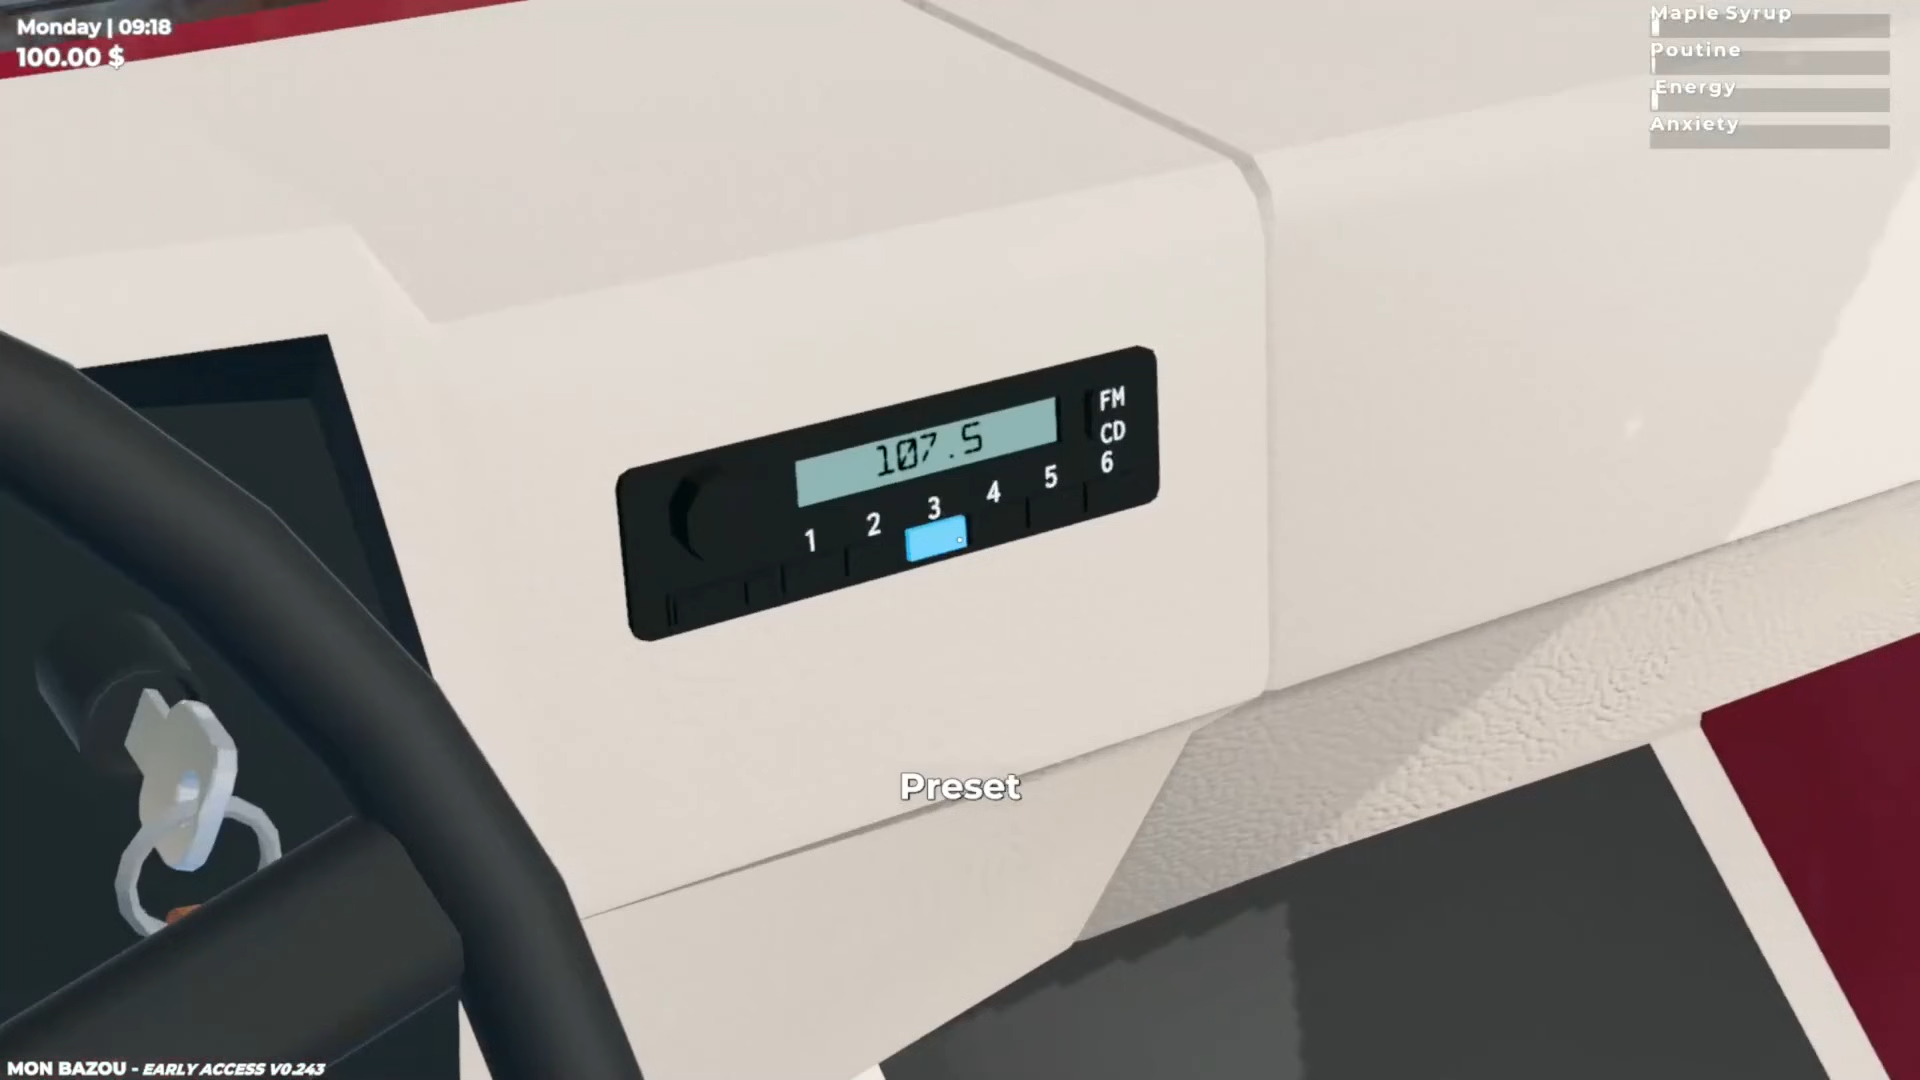 Monday | 09:18
100.00 $
Maple Syrup
Poutine
Energy
Anxiety
107.5
FM
CD
1 2 3 4 5 6
Preset
MON BAZOU - EARLY ACCESS V0.243